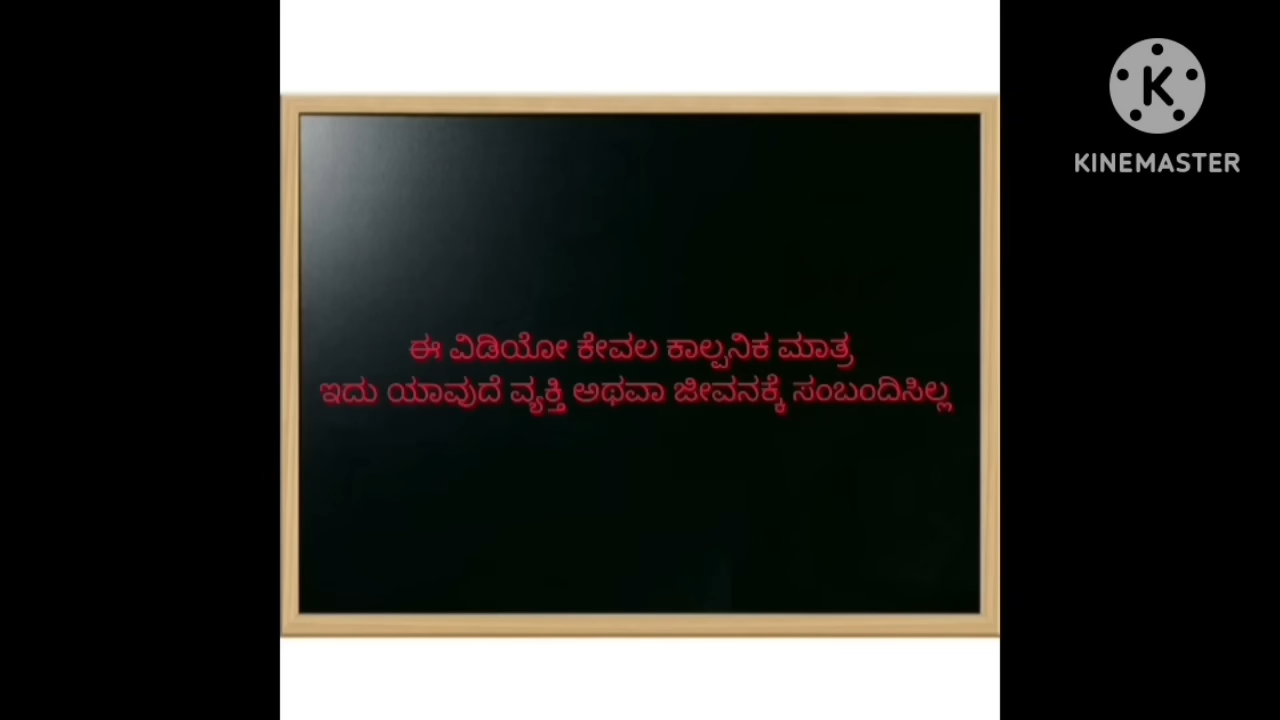 ಈ ವಿಡಿಯೋ ಕೇವಲ ಕಾಲ್ಪನಿಕ ಮಾತ್ರ
ಇದು ಯಾವುದೆ ವ್ಯಕ್ತಿ ಅಥವಾ ಜೀವನಕ್ಕೆ ಸಂಬಂದಿಸಿಲ್ಲ
K
KINEMASTER